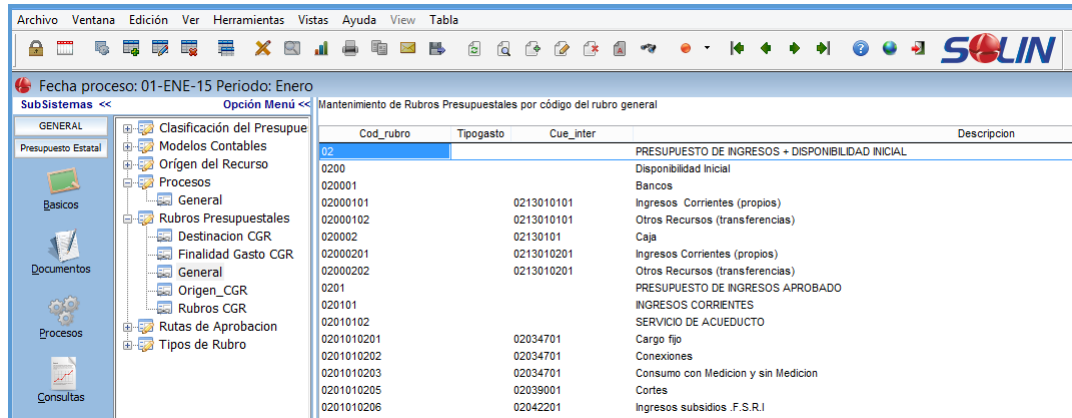 Archivo Ventana Edición Ver Herramientas Vistas Ayuda View Tabla
SOLIN
Fecha proceso: 01-ENE-15 Periodo: Enero
SubSistemas << Opción Menú << Mantenimiento de Rubros Presupuestales por código del rubro general
GENERAL
Presupuesto Estatal
Basicos
Documentos
Procesos
Consultas
Clasificación del Presupue
Modelos Contables
Orígen del Recurso
Procesos
General
Rubros Presupuestales
Destinacion CGR
Finalidad Gasto CGR
General
Origen_CGR
Rubros CGR
Rutas de Aprobacion
Tipos de Rubro
Cod_rubro Tipogasto Cue_inter Descripcion
02 PRESUPUESTO DE INGRESOS + DISPONIBILIDAD INICIAL
0200 Disponibilidad Inicial
020001 Bancos
02000101 0213010101 Ingresos Corrientes (propios)
02000102 0213010101 Otros Recursos (transferencias)
020002 02130101 Caja
02000201 0213010201 Ingresos Corrientes (propios)
02000202 0213010201 Otros Recursos (transferencias)
0201 PRESUPUESTO DE INGRESOS APROBADO
020101 INGRESOS CORRIENTES
02010102 SERVICIO DE ACUEDUCTO
0201010201 02034701 Cargo fijo
0201010202 02034701 Conexiones
0201010203 02034701 Consumo con Medicion y sin Medicion
0201010205 02039001 Cortes
0201010206 02042201 Ingresos subsidios .F.S.R.I